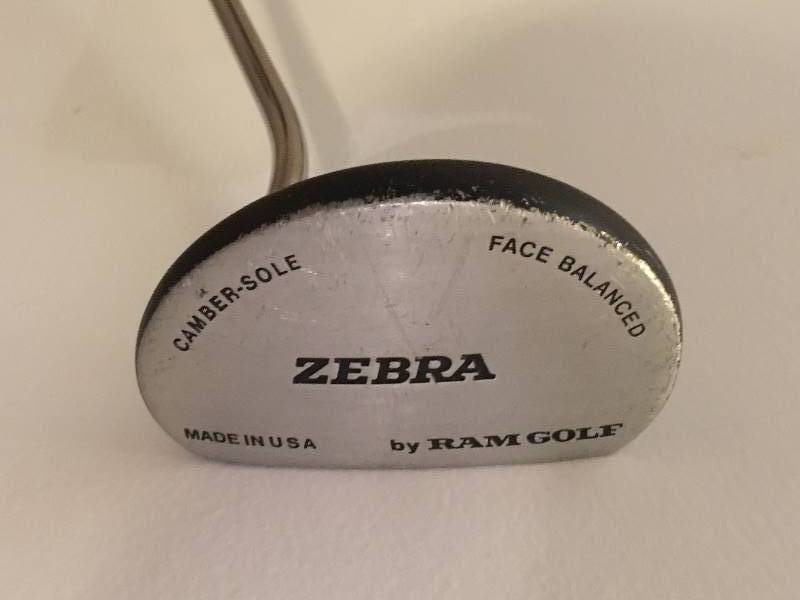 CAMBER-SOLE
FACE BALANCED
ZEBRA
MADE IN USA
by RAM GOLF